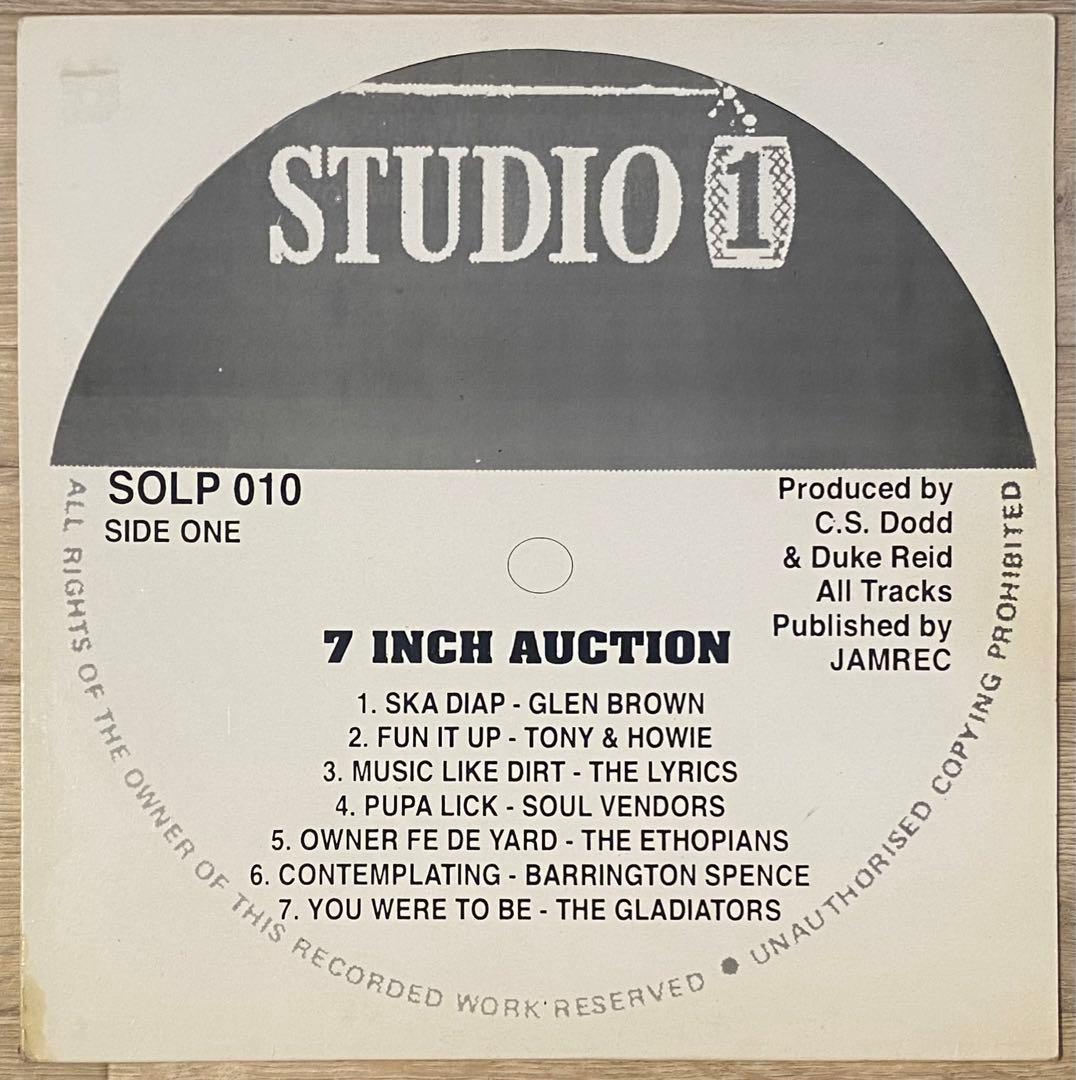 STUDIO 1
SOLP 010
SIDE ONE
Produced by
C.S. Dodd
& Duke Reid
All Tracks
Published by
JAMREC
7 INCH AUCTION
1. SKA DIAP - GLEN BROWN
2. FUN IT UP - TONY & HOWIE
3. MUSIC LIKE DIRT - THE LYRICS
4. PUPA LICK - SOUL VENDORS
5. OWNER FE DE YARD - THE ETHOPIANS
6. CONTEMPLATING - BARRINGTON SPENCE
7. YOU WERE TO BE - THE GLADIATORS
ALL RIGHTS OF THE OWNER OF THIS RECORDED WORK RESERVED ● UNAUTHORISED COPYING PROHIBITED